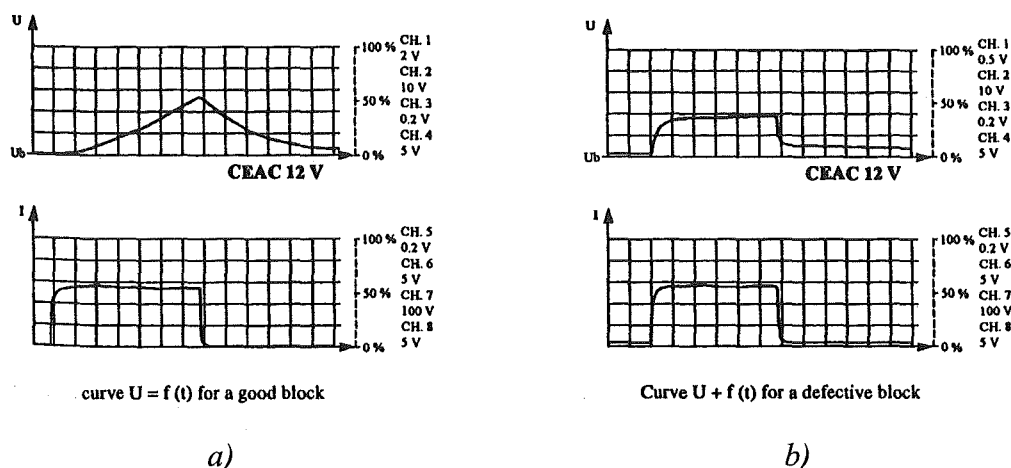 U
100 %
CH. 1
2 V
CH. 2
10 V
50 %
CH. 3
0.2 V
CH. 4
Ub
0 %
5 V
CEAC 12 V
I
100 %
CH. 5
0.2 V
CH. 6
5 V
50 %
CH. 7
100 V
CH. 8
0 %
5 V
curve U = f (t) for a good block
a)
U
100 %
CH. 1
0.5 V
CH. 2
10 V
50 %
CH. 3
0.2 V
CH. 4
Ub
0 %
5 V
CEAC 12 V
I
100 %
CH. 5
0.2 V
CH. 6
5 V
50 %
CH. 7
100 V
CH. 8
0 %
5 V
Curve U + f (t) for a defective block
b)